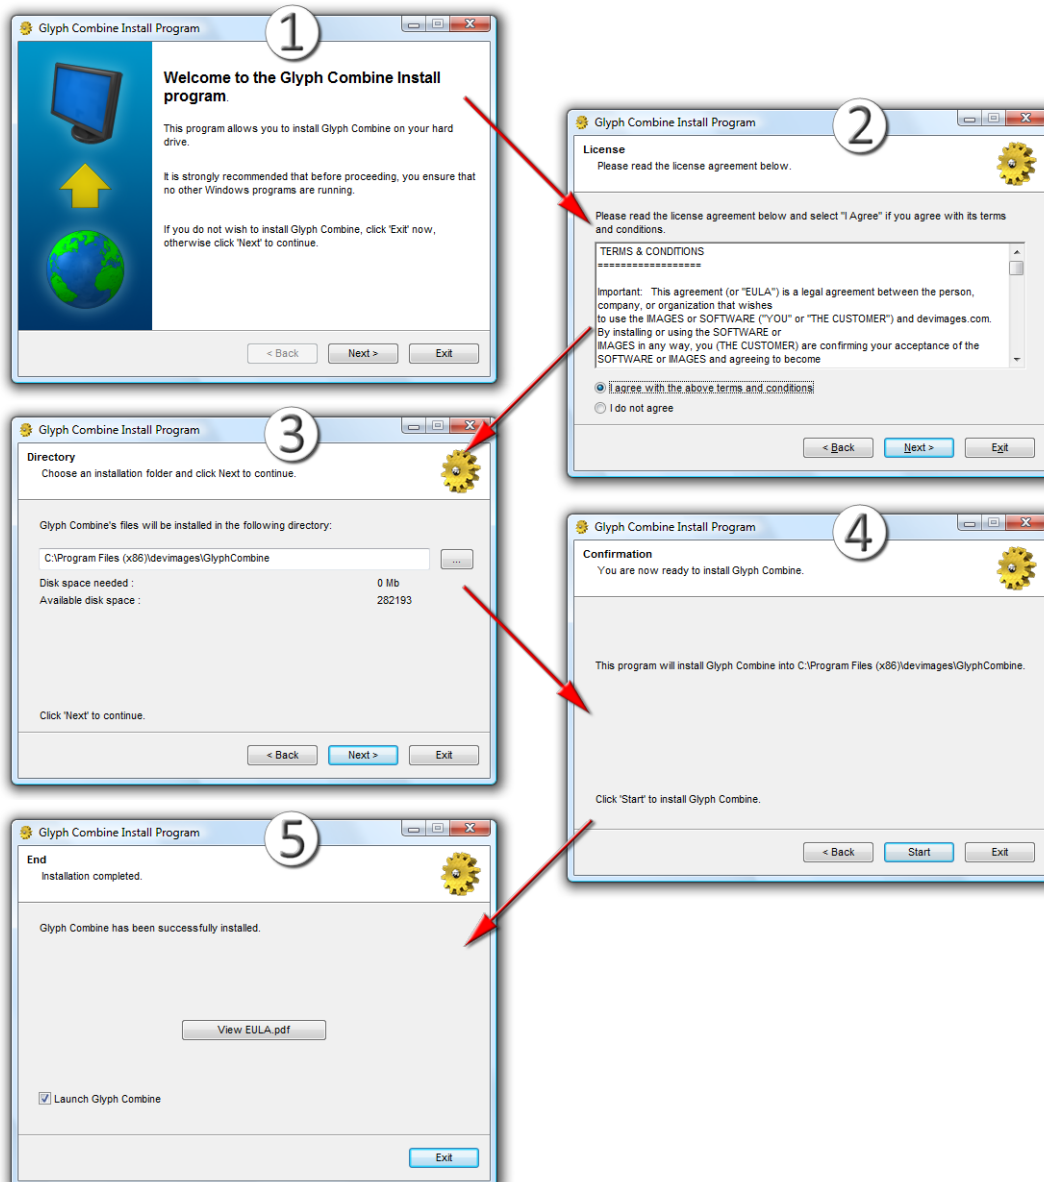 Glyph Combine Install Program
1
Welcome to the Glyph Combine Install
program.
This program allows you to install Glyph Combine on your hard
drive.
It is strongly recommended that before proceeding, you ensure that
no other Windows programs are running.
If you do not wish to install Glyph Combine, click 'Exit' now,
otherwise click 'Next' to continue.
< Back
Next >
Exit
Glyph Combine Install Program
2
License
Please read the license agreement below.
Please read the license agreement below and select "I Agree" if you agree with its terms
and conditions.
TERMS & CONDITIONS
==================
Important: This agreement (or "EULA") is a legal agreement between the person,
company, or organization that wishes
to use the IMAGES or SOFTWARE ("YOU" or "THE CUSTOMER") and devimages.com.
By installing or using the SOFTWARE or
IMAGES in any way, you (THE CUSTOMER) are confirming your acceptance of the
SOFTWARE or IMAGES and agreeing to become
I agree with the above terms and conditions
I do not agree
< Back
Next >
Exit
Glyph Combine Install Program
3
Directory
Choose an installation folder and click Next to continue.
Glyph Combine's files will be installed in the following directory:
C:\Program Files (x86)\devimages\GlyphCombine
...
Disk space needed :
0 Mb
Available disk space :
282193
Click 'Next' to continue.
< Back
Next >
Exit
Glyph Combine Install Program
4
Confirmation
You are now ready to install Glyph Combine.
This program will install Glyph Combine into C:\Program Files (x86)\devimages\GlyphCombine.
Click 'Start' to install Glyph Combine.
< Back
Start
Exit
Glyph Combine Install Program
5
End
Installation completed.
Glyph Combine has been successfully installed.
View EULA.pdf
Launch Glyph Combine
Exit